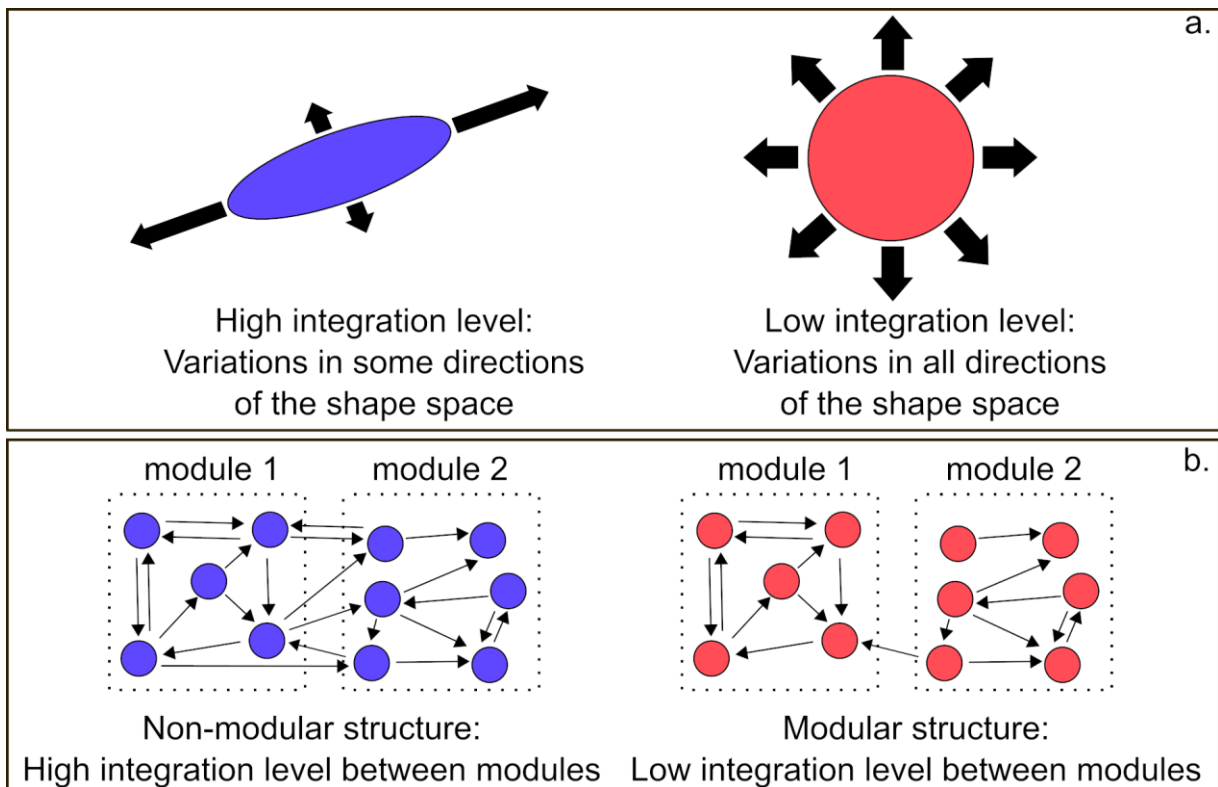 a.
High integration level:
Variations in some directions
of the shape space
Low integration level:
Variations in all directions
of the shape space
b.
module 1
module 2
module 1
module 2
Non-modular structure:
High integration level between modules
Modular structure:
Low integration level between modules